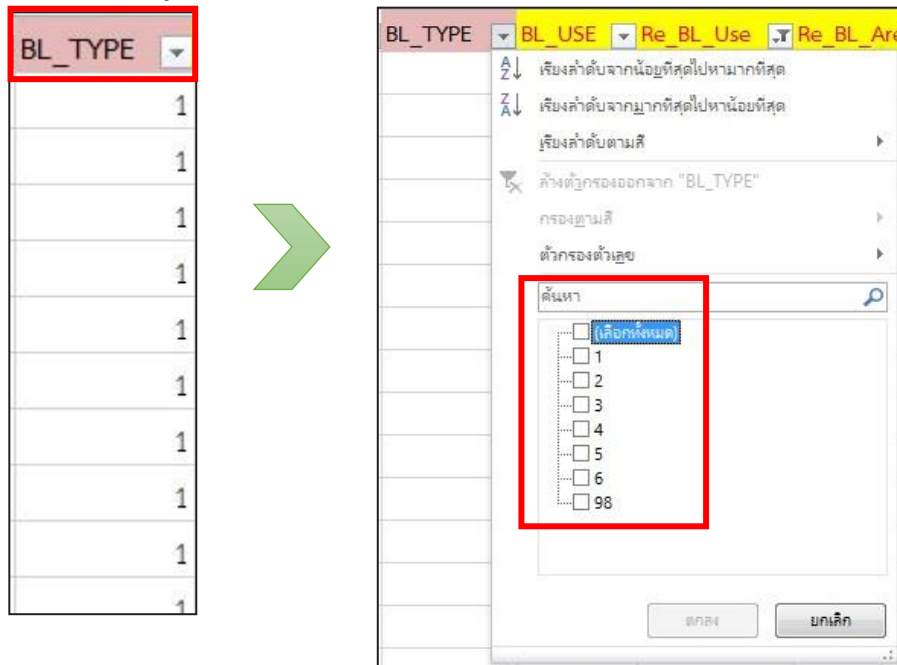 BL_TYPE
1
1
1
1
1
1
1
1
1
1
BL_TYPE BL_USE Re_BL_Use Re_BL_Are
เรียงลำดับจากน้อยที่สุดไปหามากที่สุด
เรียงลำดับจากมากที่สุดไปหาน้อยที่สุด
เรียงลำดับตามสี
ล้างตัวกรองออกจาก "BL_TYPE"
กรองตามสี
ตัวกรองตัวเลข
ค้นหา
(เลือกทั้งหมด)
1
2
3
4
5
6
98
ตกลง ยกเลิก